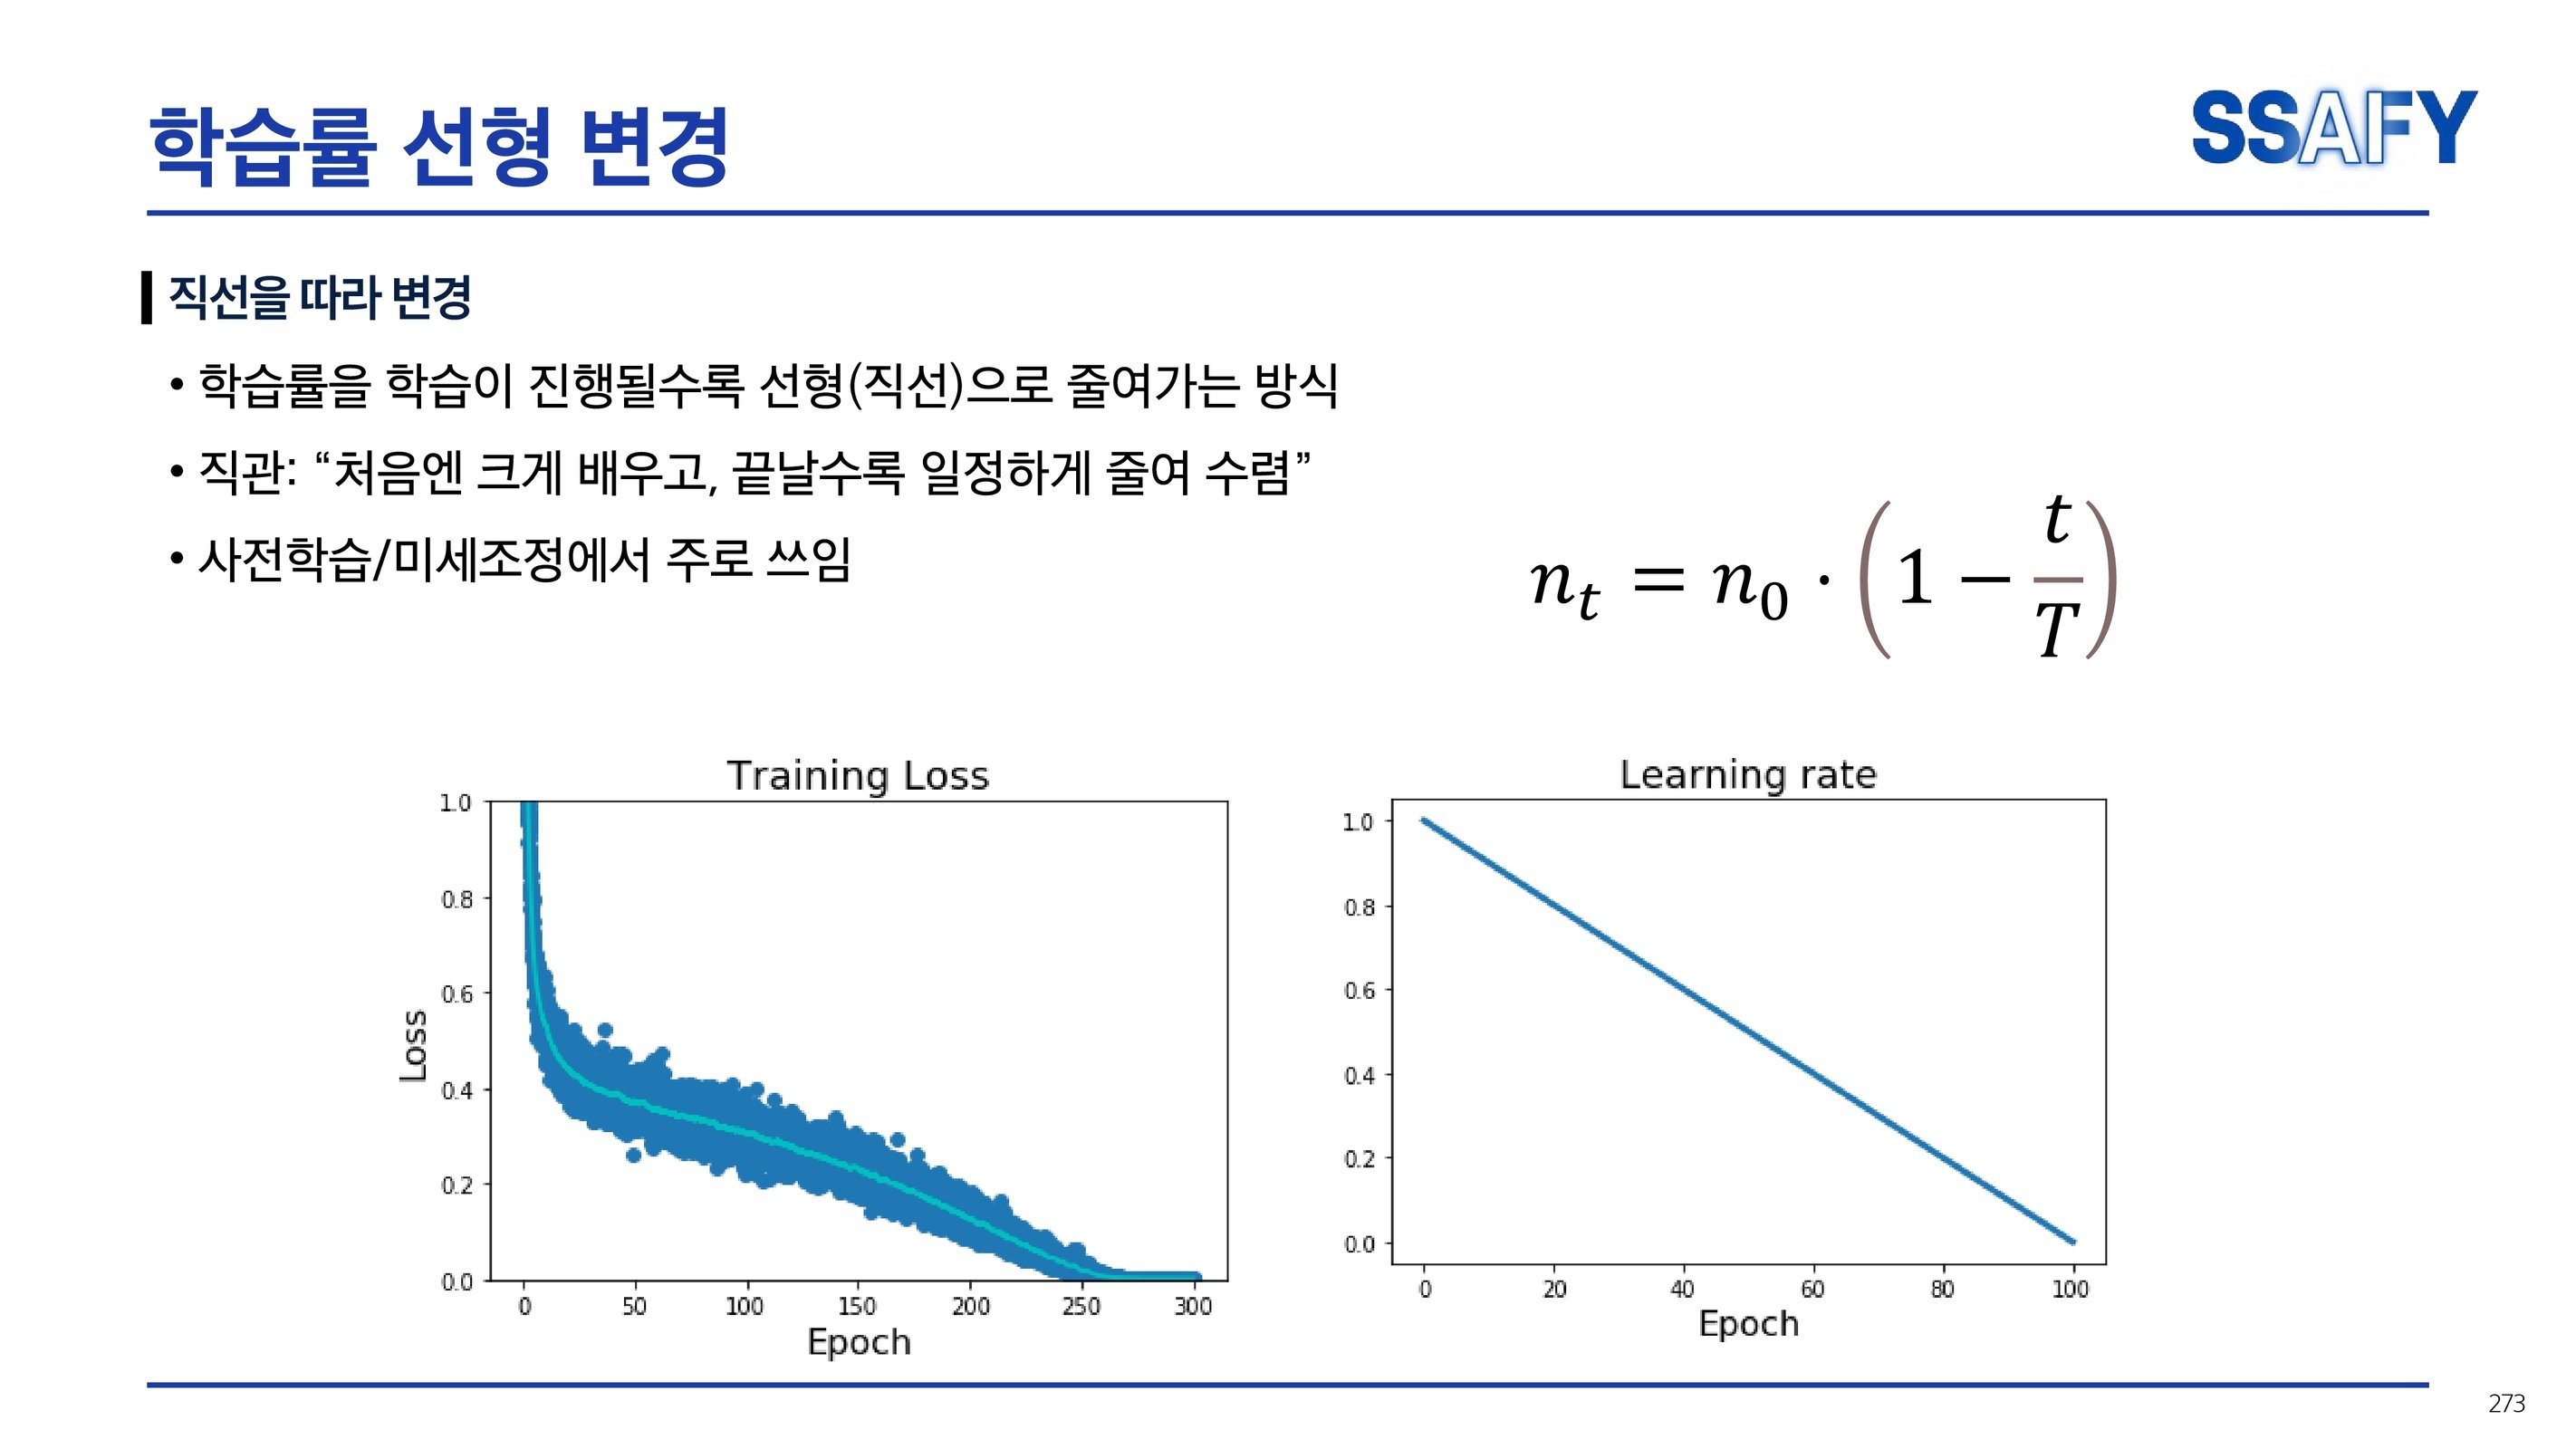 학습률 선형 변경
SSAFY
직선을 따라 변경
• 학습률을 학습이 진행될수록 선형(직선)으로 줄여가는 방식
• 직관: “처음엔 크게 배우고, 끝날수록 일정하게 줄여 수렴”
• 사전학습/미세조정에서 주로 쓰임
n_t = n_0 · (1 − t/T)
Training Loss
1.0
0.8
0.6
0.4
0.2
0.0
Loss
0 50 100 150 200 250 300
Epoch
Learning rate
1.0
0.8
0.6
0.4
0.2
0.0
0 20 40 60 80 100
Epoch
273